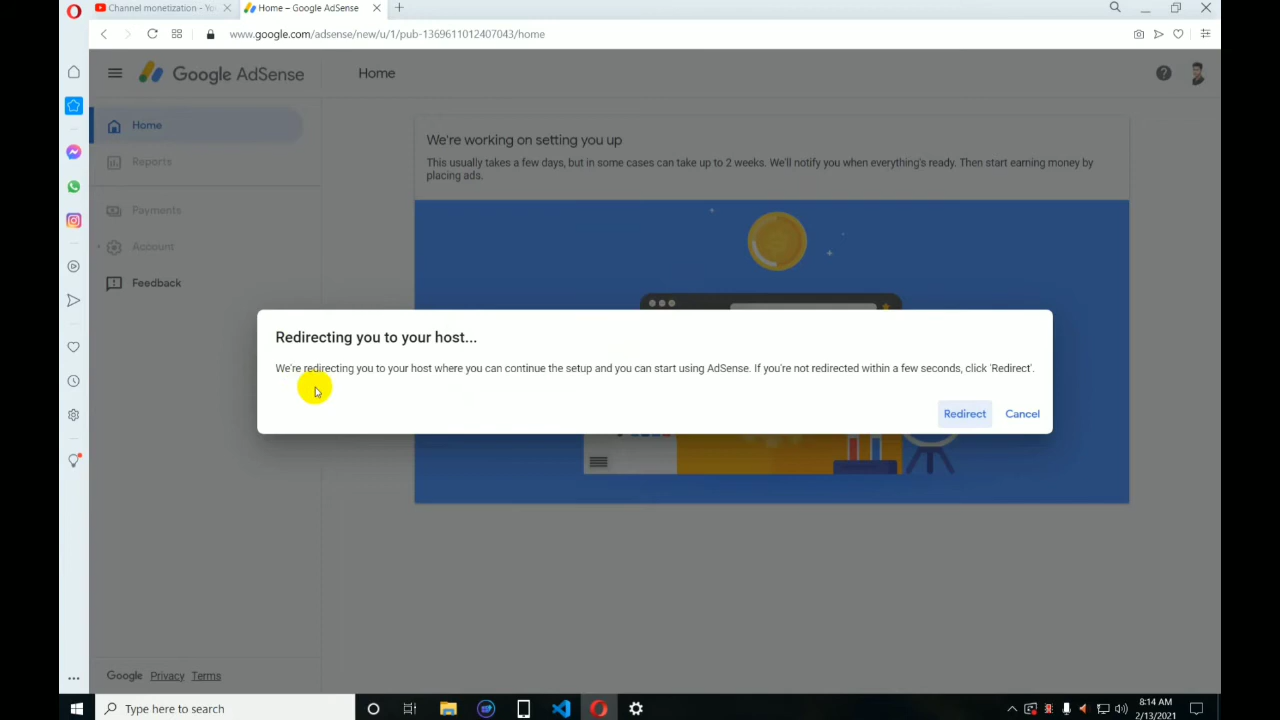 Channel monetization - Yo
Home – Google AdSense
www.google.com/adsense/new/u/1/pub-1369611012407043/home
Google AdSense
Home
Home
Reports
Payments
Account
Feedback
We're working on setting you up
This usually takes a few days, but in some cases can take up to 2 weeks. We'll notify you when everything's ready. Then start earning money by
placing ads.
Redirecting you to your host...
We're redirecting you to your host where you can continue the setup and you can start using AdSense. If you're not redirected within a few seconds, click 'Redirect'.
Redirect Cancel
Google Privacy Terms
Type here to search
8:14 AM
2/13/2021